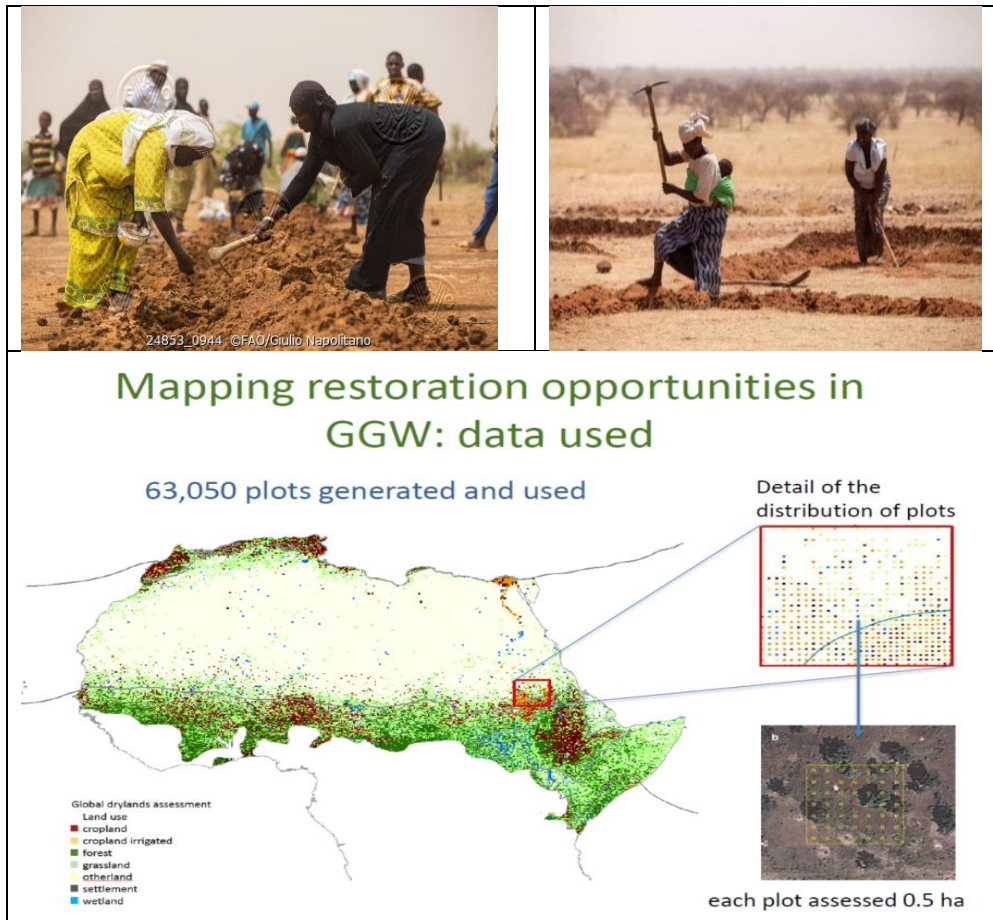 24853_0944 ©FAO/Giulio Napolitano
Mapping restoration opportunities in
GGW: data used
63,050 plots generated and used
Detail of the
distribution of plots
Global drylands assessment
Land use
cropland
cropland irrigated
forest
grassland
otherland
settlement
wetland
b
each plot assessed 0.5 ha